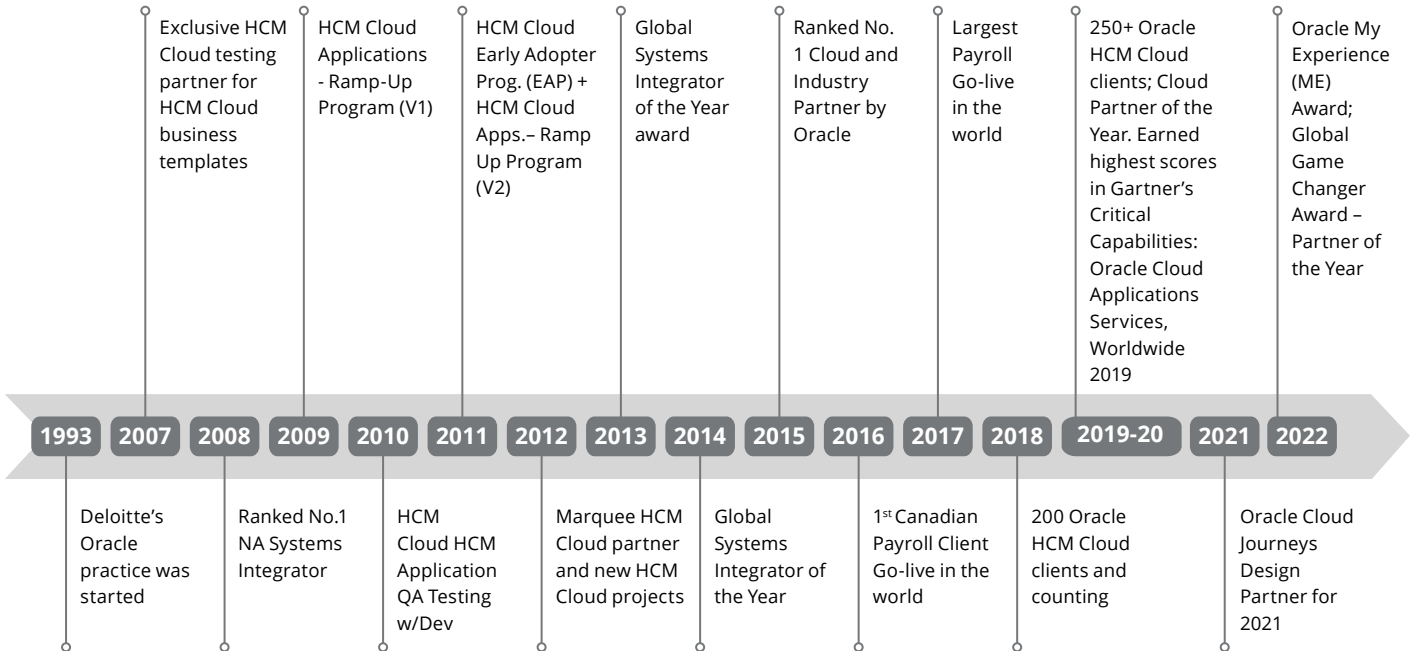 Exclusive HCM
Cloud testing
partner for
HCM Cloud
business
templates
HCM Cloud
Applications
- Ramp-Up
Program (V1)
HCM Cloud
Early Adopter
Prog. (EAP) +
HCM Cloud
Apps.– Ramp
Up Program
(V2)
Global
Systems
Integrator
of the Year
award
Ranked No.
1 Cloud and
Industry
Partner by
Oracle
Largest
Payroll
Go-live
in the
world
250+ Oracle
HCM Cloud
clients; Cloud
Partner of the
Year. Earned
highest scores
in Gartner’s
Critical
Capabilities:
Oracle Cloud
Applications
Services,
Worldwide
2019
Oracle My
Experience
(ME)
Award;
Global
Game
Changer
Award –
Partner of
the Year
1993 2007 2008 2009 2010 2011 2012 2013 2014 2015 2016 2017 2018 2019-20 2021 2022
Deloitte’s
Oracle
practice was
started
Ranked No.1
NA Systems
Integrator
HCM
Cloud HCM
Application
QA Testing
w/Dev
Marquee HCM
Cloud partner
and new HCM
Cloud projects
Global
Systems
Integrator of
the Year
1st Canadian
Payroll Client
Go-live in the
world
200 Oracle
HCM Cloud
clients and
counting
Oracle Cloud
Journeys
Design
Partner for
2021